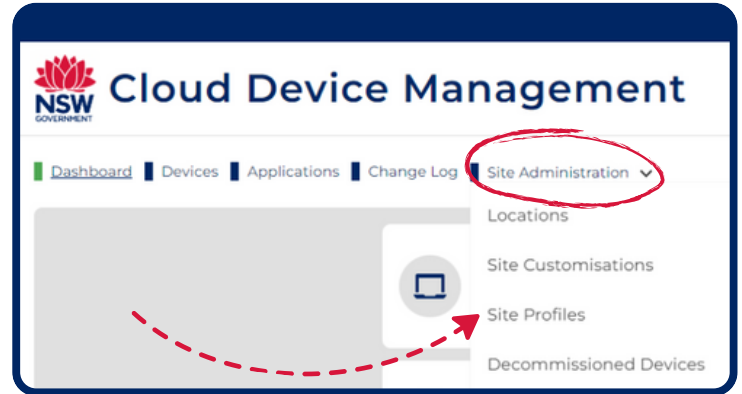 NSW
GOVERNMENT
Cloud Device Management
Dashboard Devices Applications Change Log Site Administration
Locations
Site Customisations
Site Profiles
Decommissioned Devices